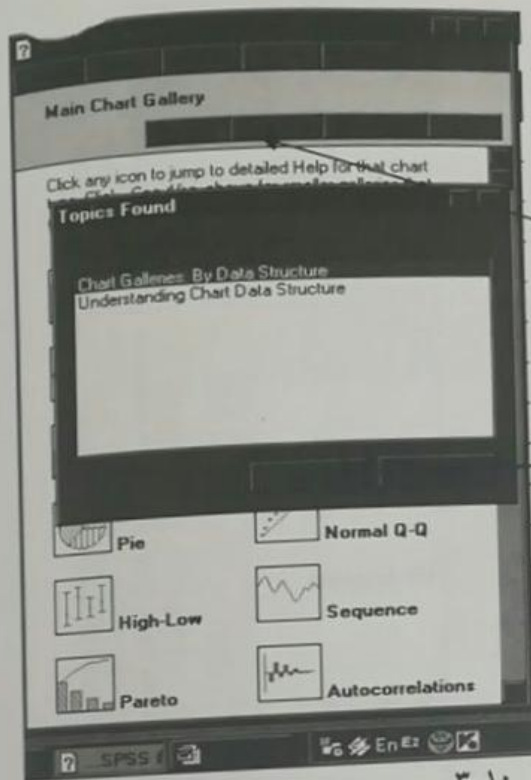 Main Chart Gallery
Click any icon to jump to detailed Help for that chart
Topics Found
Chart Galleries: By Data Structure
Understanding Chart Data Structure
Pie
Normal Q-Q
High-Low
Sequence
Pareto
Autocorrelations
SPSS
En